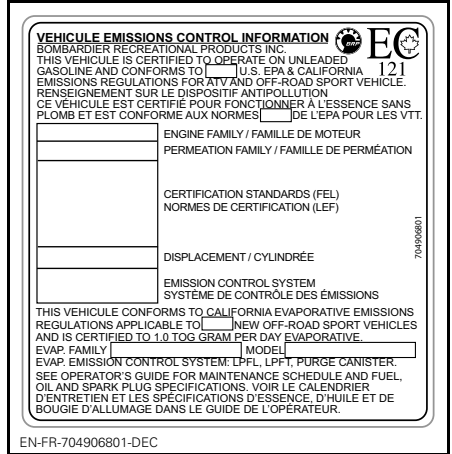 VEHICULE EMISSIONS CONTROL INFORMATION
BRP
EC
121
BOMBARDIER RECREATIONAL PRODUCTS INC.
THIS VEHICULE IS CERTIFIED TO OPERATE ON UNLEADED
GASOLINE AND CONFORMS TO U.S. EPA & CALIFORNIA
EMISSIONS REGULATIONS FOR ATV AND OFF-ROAD SPORT VEHICLE.
RENSEIGNEMENT SUR LE DISPOSITIF ANTIPOLLUTION
CE VÉHICULE EST CERTIFIÉ POUR FONCTIONNER À L'ESSENCE SANS
PLOMB ET EST CONFORME AUX NORMES DE L'EPA POUR LES VTT.
ENGINE FAMILY / FAMILLE DE MOTEUR
PERMEATION FAMILY / FAMILLE DE PERMÉATION
CERTIFICATION STANDARDS (FEL)
NORMES DE CERTIFICATION (LEF)
704906801
DISPLACEMENT / CYLINDRÉE
EMISSION CONTROL SYSTEM
SYSTÈME DE CONTRÔLE DES ÉMISSIONS
THIS VEHICLE CONFORMS TO CALIFORNIA EVAPORATIVE EMISSIONS
REGULATIONS APPLICABLE TO NEW OFF-ROAD SPORT VEHICLES
AND IS CERTIFIED TO 1.0 TOG GRAM PER DAY EVAPORATIVE.
EVAP. FAMILY MODEL
EVAP. EMISSION CONTROL SYSTEM: LPFL, LPFT, PURGE CANISTER.
SEE OPERATOR'S GUIDE FOR MAINTENANCE SCHEDULE AND FUEL,
OIL AND SPARK PLUG SPECIFICATIONS. VOIR LE CALENDRIER
D'ENTRETIEN ET LES SPÉCIFICATIONS D'ESSENCE, D'HUILE ET DE
BOUGIE D'ALLUMAGE DANS LE GUIDE DE L'OPÉRATEUR.
EN-FR-704906801-DEC